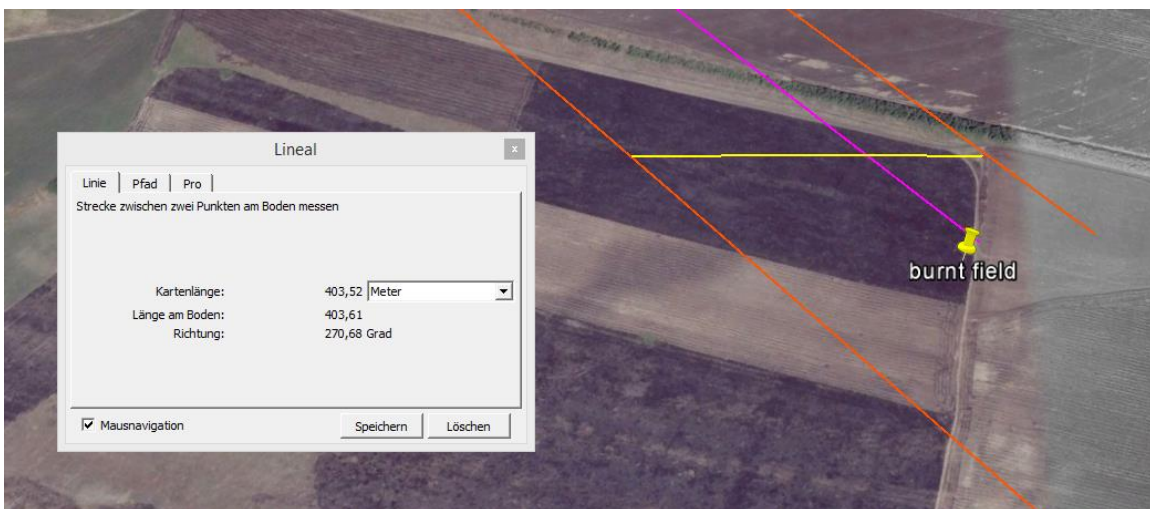 Lineal
x
Linie Pfad Pro
Strecke zwischen zwei Punkten am Boden messen
Kartenlänge: 403,52 Meter
Länge am Boden: 403,61
Richtung: 270,68 Grad
Mausnavigation Speichern Löschen
burnt field